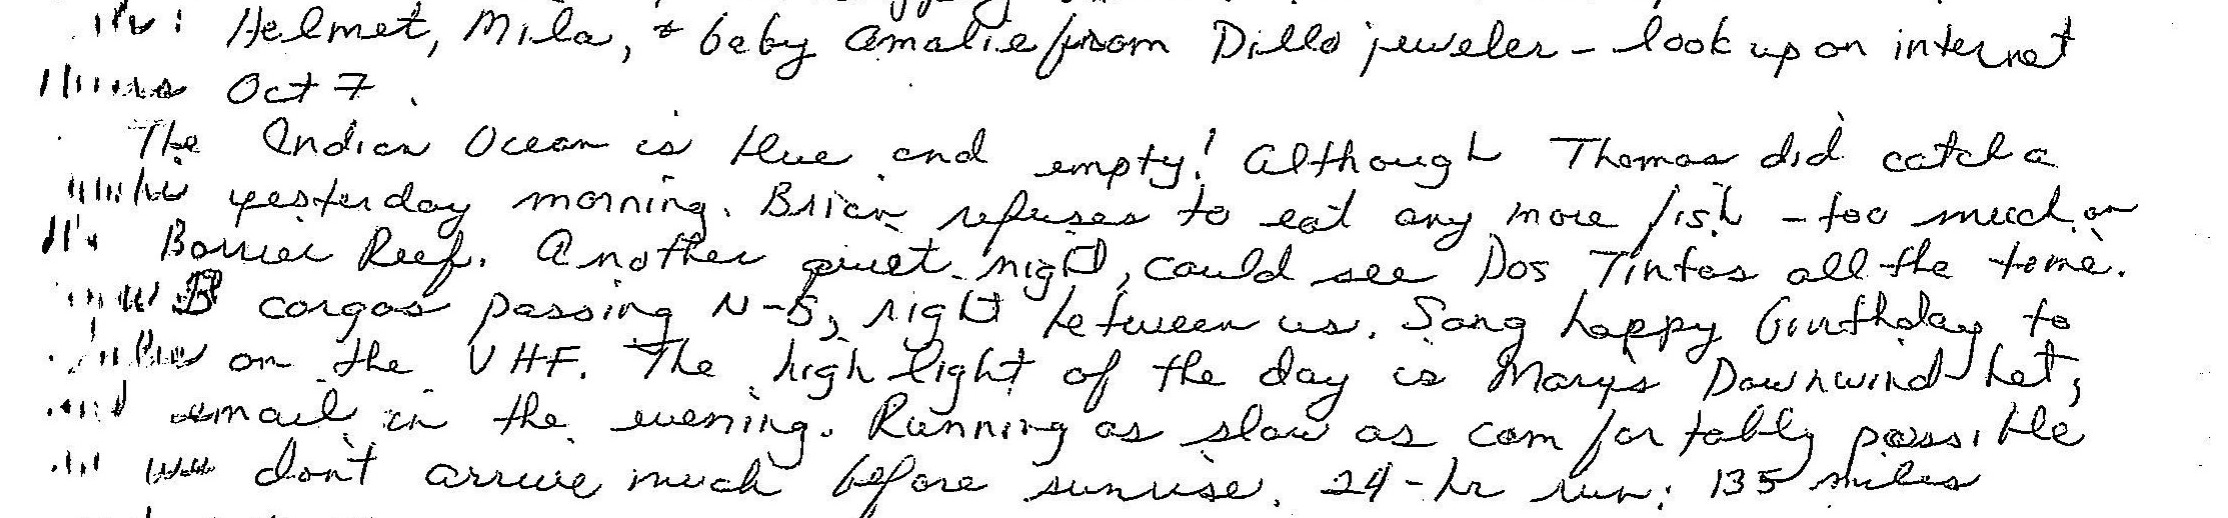 Helmet, Mila, + baby Amalie from Dillo jeweler - look up on internet
Thurs Oct 7.
The Indian Ocean is blue and empty! Although Thomas did catch a
yesterday morning. Brian refuses to eat any more fish - too much on
Barrier Reef. Another quiet night, could see Dos Tintos all the time.
cargos passing N-S, right between us. Sang happy birthday to
on the VHF. The highlight of the day is Mary's Downwind Net,
and email in the evening. Running as slow as comfortably possible
we don't arrive much before sunrise. 24-hr run: 135 miles